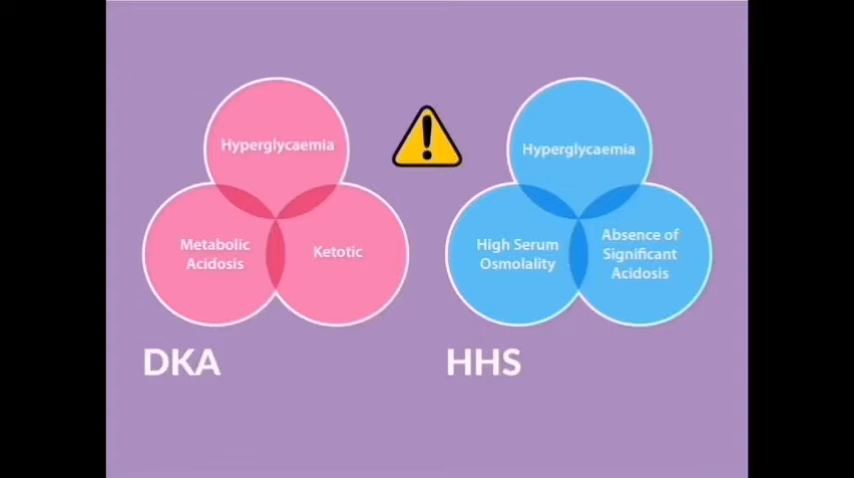 Hyperglycaemia
Metabolic
Acidosis
Ketotic
DKA
Hyperglycaemia
High Serum
Osmolality
Absence of
Significant
Acidosis
HHS